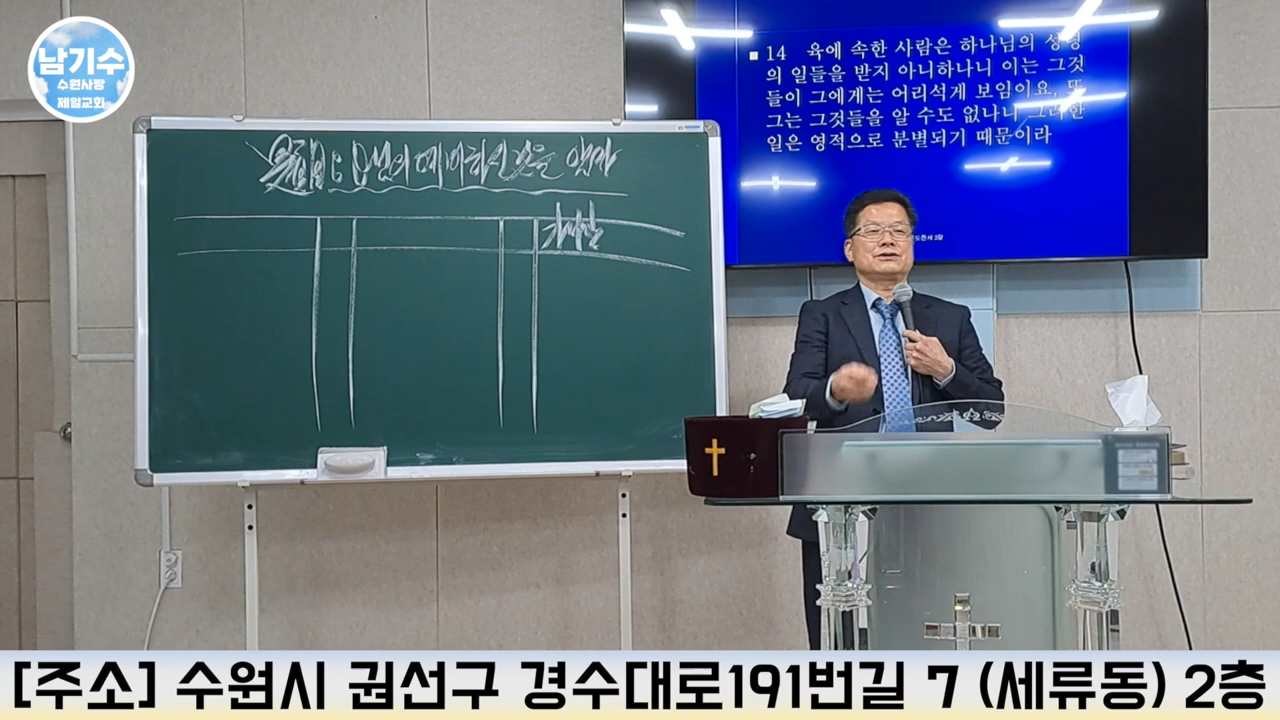 남기수
수원사랑
제일교회
14 육에 속한 사람은 하나님의 성령
의 일들을 받지 아니하나니 이는 그것
들이 그에게는 어리석게 보임이요, 또
그는 그것들을 알 수도 없나니 그러한
일은 영적으로 분별되기 때문이라
[주소] 수원시 권선구 경수대로191번길 7 (세류동) 2층